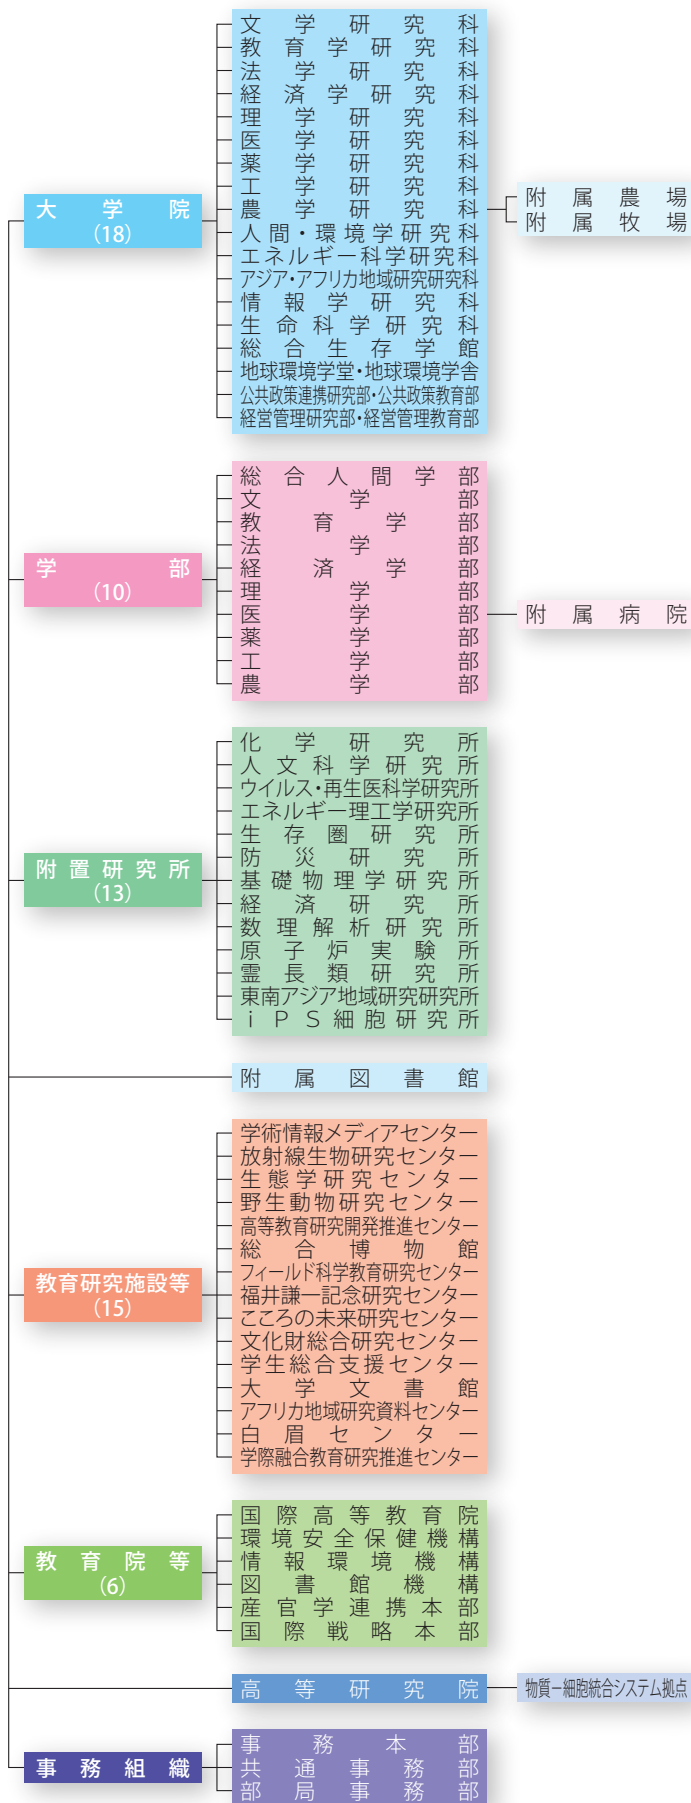 大学院
(18)
文学研究科
教育学研究科
法学研究科
経済学研究科
理学研究科
医学研究科
薬学研究科
工学研究科
農学研究科
附属農場
附属牧場
人間・環境学研究科
エネルギー科学研究科
アジア・アフリカ地域研究研究科
情報学研究科
生命科学研究科
総合生存学館
地球環境学堂・地球環境学舎
公共政策連携研究部・公共政策教育部
経営管理研究部・経営管理教育部
学部
(10)
総合人間学部
文学部
教育学部
法学部
経済学部
理学部
医学部
附属病院
薬学部
工学部
農学部
附置研究所
(13)
化学研究所
人文科学研究所
ウイルス・再生医科学研究所
エネルギー理工学研究所
生存圏研究所
防災研究所
基礎物理学研究所
経済研究所
数理解析研究所
原子炉実験所
霊長類研究所
東南アジア地域研究研究所
iPS細胞研究所
附属図書館
教育研究施設等
(15)
学術情報メディアセンター
放射線生物研究センター
生態学研究センター
野生動物研究センター
高等教育研究開発推進センター
総合博物館
フィールド科学教育研究センター
福井謙一記念研究センター
こころの未来研究センター
文化財総合研究センター
学生総合支援センター
大学文書館
アフリカ地域研究資料センター
白眉センター
学際融合教育研究推進センター
教育院等
(6)
国際高等教育院
環境安全保健機構
情報環境機構
図書館機構
産官学連携本部
国際戦略本部
高等研究院
物質−細胞統合システム拠点
事務組織
事務本部
共通事務部
部局事務部